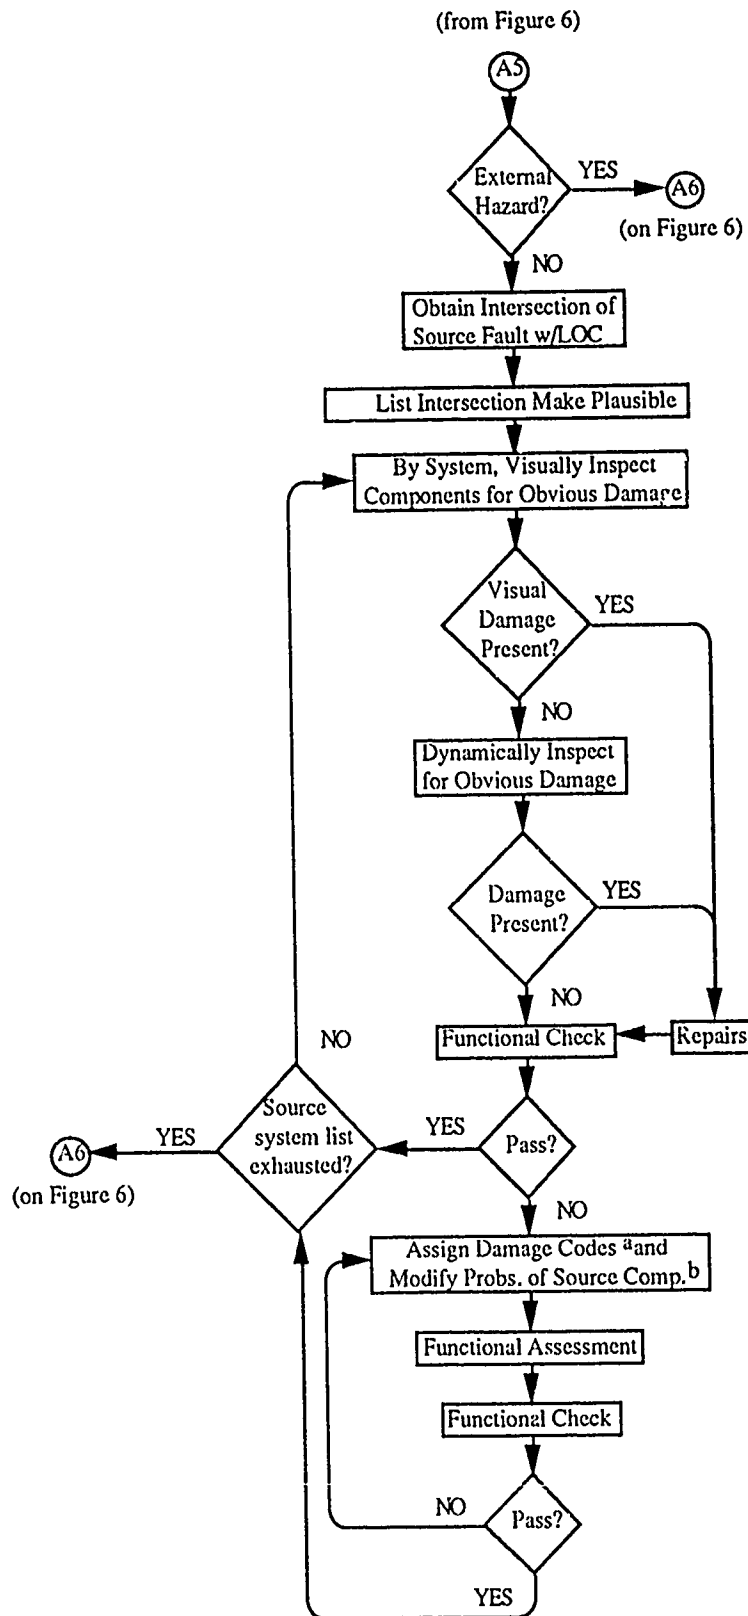 (from Figure 6)
A5
External
Hazard?
YES
A6
(on Figure 6)
NO
Obtain Intersection of
Source Fault w/LOC
List Intersection Make Plausible
By System, Visually Inspect
Components for Obvious Damage
Visual
Damage
Present?
YES
NO
Dynamically Inspect
for Obvious Damage
Damage
Present?
YES
NO
Functional Check
Repairs
NO
Source
system list
exhausted?
YES
A6
(on Figure 6)
YES
Pass?
NO
Assign Damage Codes a and
Modify Probs. of Source Comp. b
Functional Assessment
Functional Check
Pass?
NO
YES